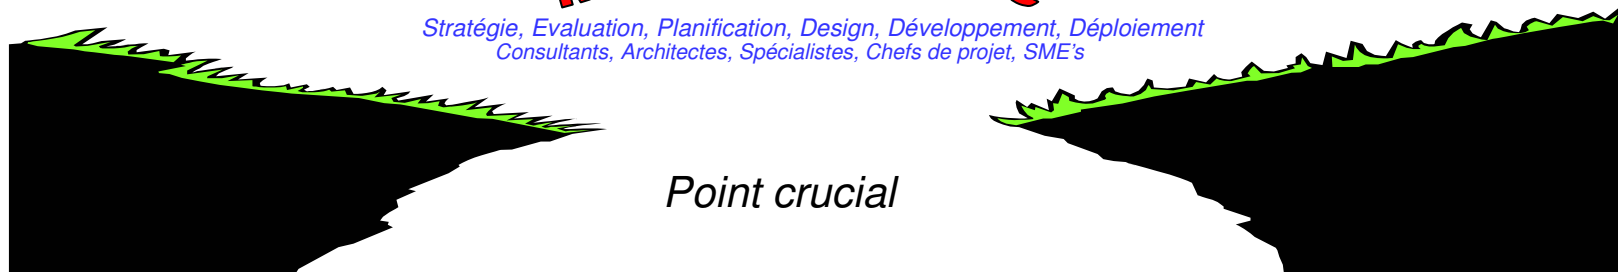 Stratégie, Evaluation, Planification, Design, Développement, Déploiement
Consultants, Architectes, Spécialistes, Chefs de projet, SME's
Point crucial